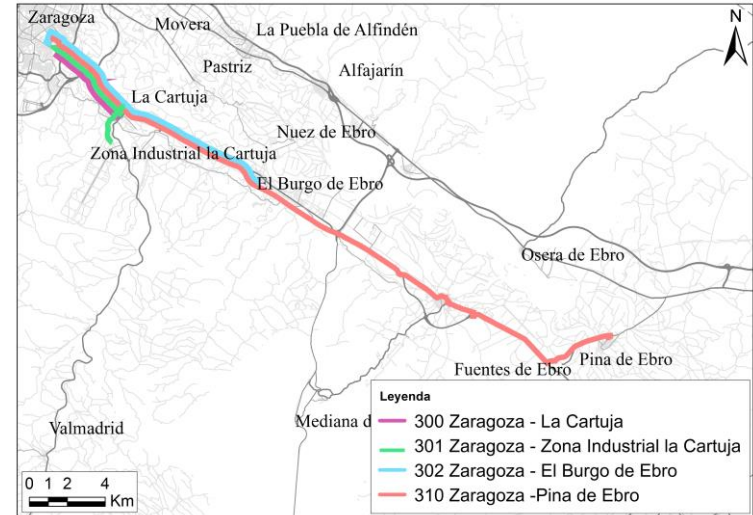 Zaragoza
Movera
La Puebla de Alfindén
N
Pastriz
Alfajarín
La Cartuja
Nuez de Ebro
Zona Industrial la Cartuja
El Burgo de Ebro
Osera de Ebro
Fuentes de Ebro
Pina de Ebro
Mediana d
Valmadrid
Leyenda
300 Zaragoza - La Cartuja
301 Zaragoza - Zona Industrial la Cartuja
302 Zaragoza - El Burgo de Ebro
310 Zaragoza -Pina de Ebro
0 1 2 4
Km